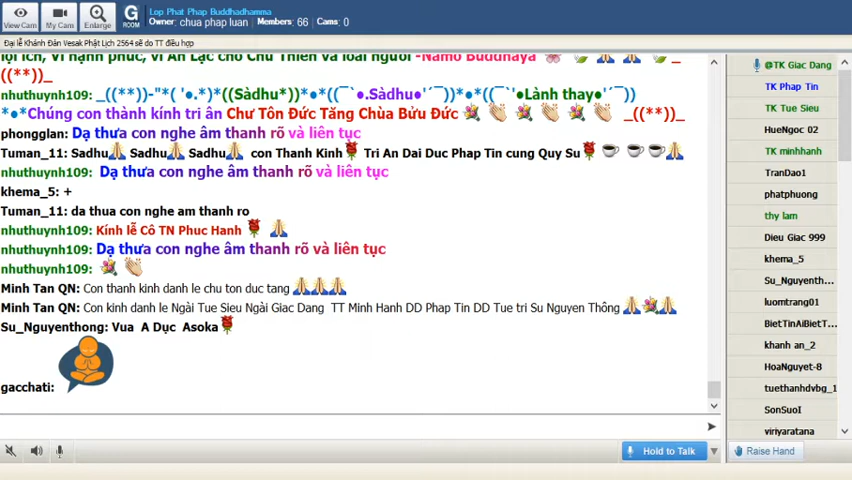 View Cam
My Cam
Enlarge
G ROOM
Lop Phat Phap Buddhadhamma
Owner: chua phap luan Members: 66 Cams: 0
Đại lễ Khánh Đản Vesak Phật Lịch 2564 sẽ do TT điều hợp
lợi ích, vì hạnh phúc, vì An Lạc cho Chư Thiên và loài người -Namo Buddhaya
((**))_
nhuthuynh109: _((**))-"*( '●.*)*((Sàdhu*))*●*((¯`●.Sàdhu●'´¯))*●*((¯`'●Lành thay●'´¯))
*●*Chúng con thành kính tri ân Chư Tôn Đức Tăng Chùa Bửu Đức _((**))_
phongglan: Dạ thưa con nghe âm thanh rõ và liên tục
Tuman_11: Sadhu Sadhu Sadhu con Thanh Kinh Tri An Dai Duc Phap Tin cung Quy Su
nhuthuynh109: Dạ thưa con nghe âm thanh rõ và liên tục
khema_5: +
Tuman_11: da thua con nghe am thanh ro
nhuthuynh109: Kính lễ Cô TN Phuc Hanh
nhuthuynh109: Dạ thưa con nghe âm thanh rõ và liên tục
nhuthuynh109:
Minh Tan QN: Con thanh kinh danh le chu ton duc tang
Minh Tan QN: Con kinh danh le Ngài Tue Sieu Ngài Giac Dang TT Minh Hanh DD Phap Tin DD Tue tri Su Nguyen Thông
Su_Nguyenthong: Vua A Dục Asoka
gacchati:
@TK Giac Dang
TK Phap Tin
TK Tue Sieu
HueNgoc 02
TK minhhanh
TranDao1
phatphuong
thy lam
Dieu Giac 999
khema_5
Su_Nguyenth...
luomtrang01
BietTinAiBietT...
khanh an_2
HoaNguyet-8
tuethanhdvbg_1
SonSuoI
viriyaratana
Hold to Talk
Raise Hand